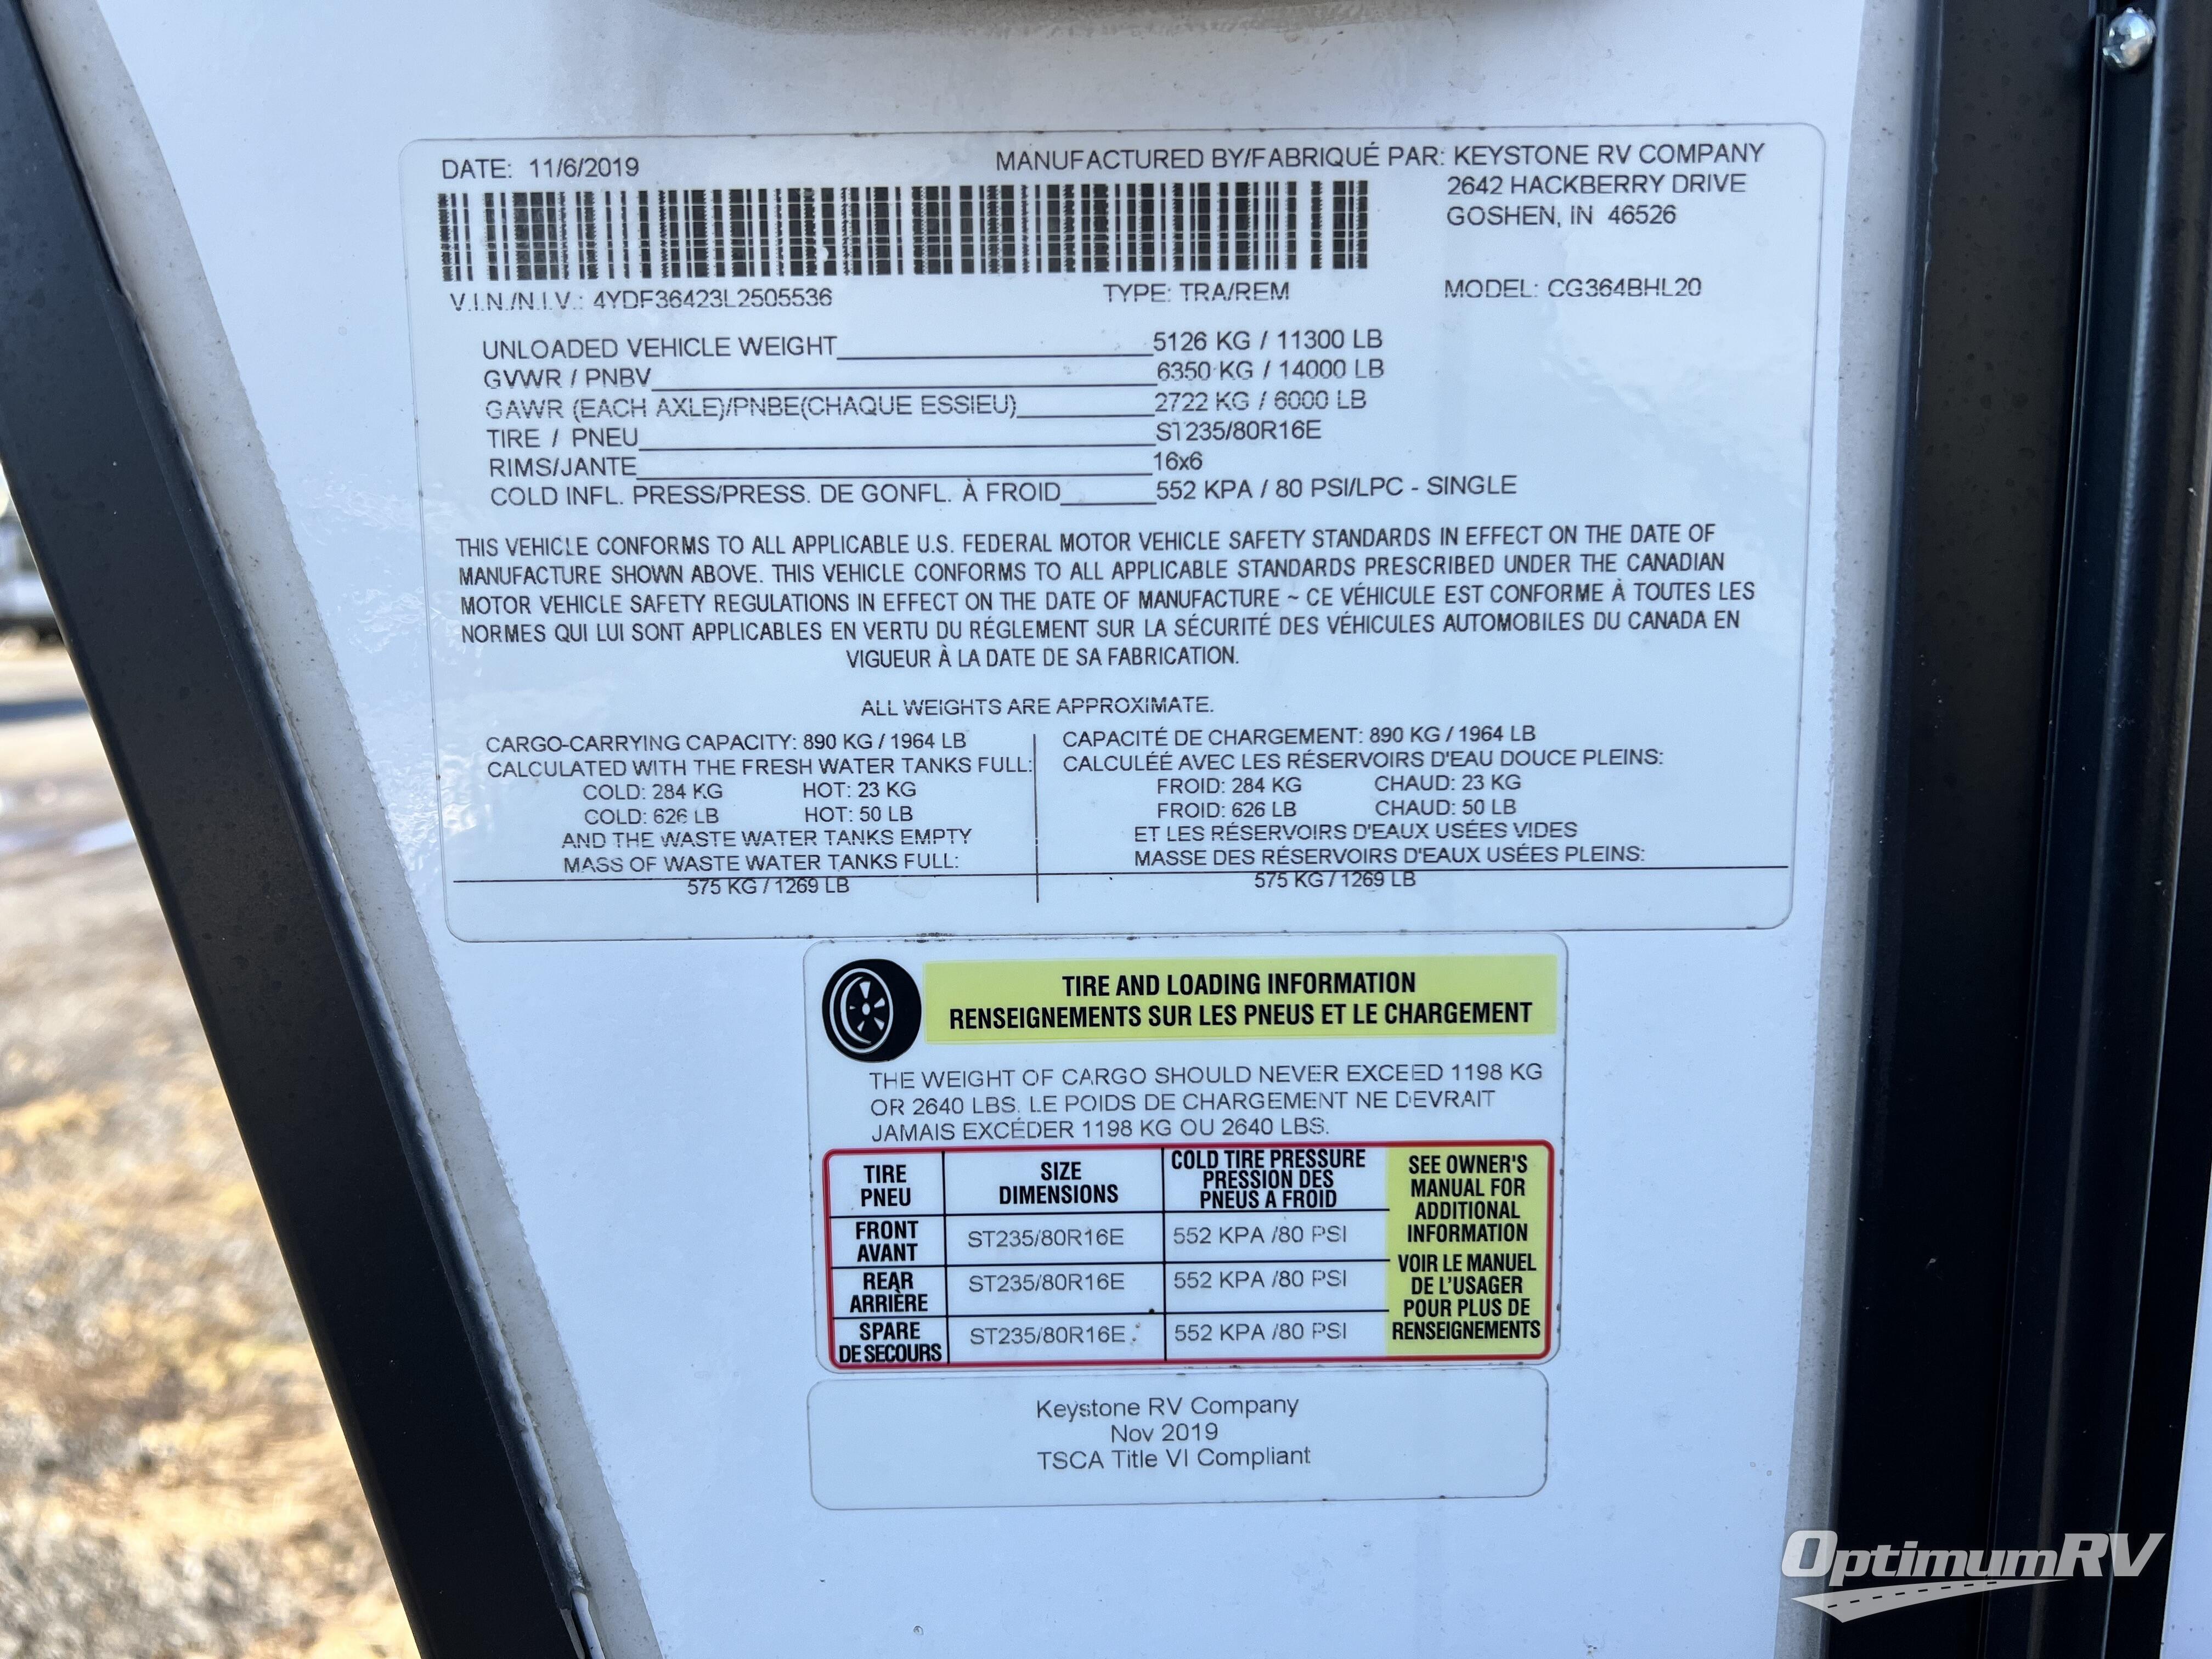 DATE: 11/6/2019
MANUFACTURED BY/FABRIQUÉ PAR: KEYSTONE RV COMPANY
2642 HACKBERRY DRIVE
GOSHEN, IN 46526
V.I.N./N.I.V.: 4YDF36423L2505536 TYPE: TRA/REM MODEL: CG364BHL20
UNLOADED VEHICLE WEIGHT 5126 KG / 11300 LB
GVWR / PNBV 6350 KG / 14000 LB
GAWR (EACH AXLE)/PNBE(CHAQUE ESSIEU) 2722 KG / 6000 LB
TIRE / PNEU ST235/80R16E
RIMS/JANTE 16x6
COLD INFL. PRESS/PRESS. DE GONFL. À FROID 552 KPA / 80 PSI/LPC - SINGLE
THIS VEHICLE CONFORMS TO ALL APPLICABLE U.S. FEDERAL MOTOR VEHICLE SAFETY STANDARDS IN EFFECT ON THE DATE OF
MANUFACTURE SHOWN ABOVE. THIS VEHICLE CONFORMS TO ALL APPLICABLE STANDARDS PRESCRIBED UNDER THE CANADIAN
MOTOR VEHICLE SAFETY REGULATIONS IN EFFECT ON THE DATE OF MANUFACTURE ~ CE VÉHICULE EST CONFORME À TOUTES LES
NORMES QUI LUI SONT APPLICABLES EN VERTU DU RÉGLEMENT SUR LA SÉCURITÉ DES VÉHICULES AUTOMOBILES DU CANADA EN
VIGUEUR À LA DATE DE SA FABRICATION.
ALL WEIGHTS ARE APPROXIMATE.
CARGO-CARRYING CAPACITY: 890 KG / 1964 LB
CALCULATED WITH THE FRESH WATER TANKS FULL:
COLD: 284 KG HOT: 23 KG
COLD: 626 LB HOT: 50 LB
AND THE WASTE WATER TANKS EMPTY
MASS OF WASTE WATER TANKS FULL:
575 KG / 1269 LB
CAPACITÉ DE CHARGEMENT: 890 KG / 1964 LB
CALCULÉÉ AVEC LES RÉSERVOIRS D'EAU DOUCE PLEINS:
FROID: 284 KG CHAUD: 23 KG
FROID: 626 LB CHAUD: 50 LB
ET LES RÉSERVOIRS D'EAUX USÉES VIDES
MASSE DES RÉSERVOIRS D'EAUX USÉES PLEINS:
575 KG / 1269 LB
TIRE AND LOADING INFORMATION
RENSEIGNEMENTS SUR LES PNEUS ET LE CHARGEMENT
THE WEIGHT OF CARGO SHOULD NEVER EXCEED 1198 KG
OR 2640 LBS. LE POIDS DE CHARGEMENT NE DEVRAIT
JAMAIS EXCÉDER 1198 KG OU 2640 LBS.
TIRE
PNEU
SIZE
DIMENSIONS
COLD TIRE PRESSURE
PRESSION DES
PNEUS A FROID
FRONT
AVANT
ST235/80R16E
552 KPA /80 PSI
REAR
ARRIÈRE
ST235/80R16E
552 KPA /80 PSI
SPARE
DE SECOURS
ST235/80R16E
552 KPA /80 PSI
SEE OWNER'S
MANUAL FOR
ADDITIONAL
INFORMATION
VOIR LE MANUEL
DE L'USAGER
POUR PLUS DE
RENSEIGNEMENTS
Keystone RV Company
Nov 2019
TSCA Title VI Compliant
OptimumRV